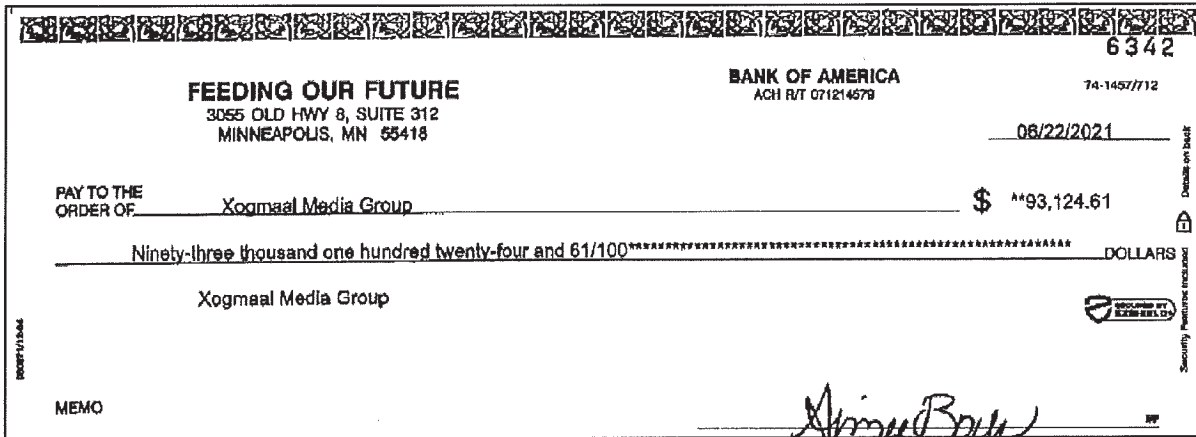 6342
FEEDING OUR FUTURE
3055 OLD HWY 8, SUITE 312
MINNEAPOLIS, MN 55418
BANK OF AMERICA
ACH R/T 071214579
74-1457/712
06/22/2021
PAY TO THE
ORDER OF Xogmaal Media Group $ **93,124.61
Ninety-three thousand one hundred twenty-four and 61/100************************************************************************ DOLLARS
Xogmaal Media Group
MEMO
Security Features Included Details on back
MP